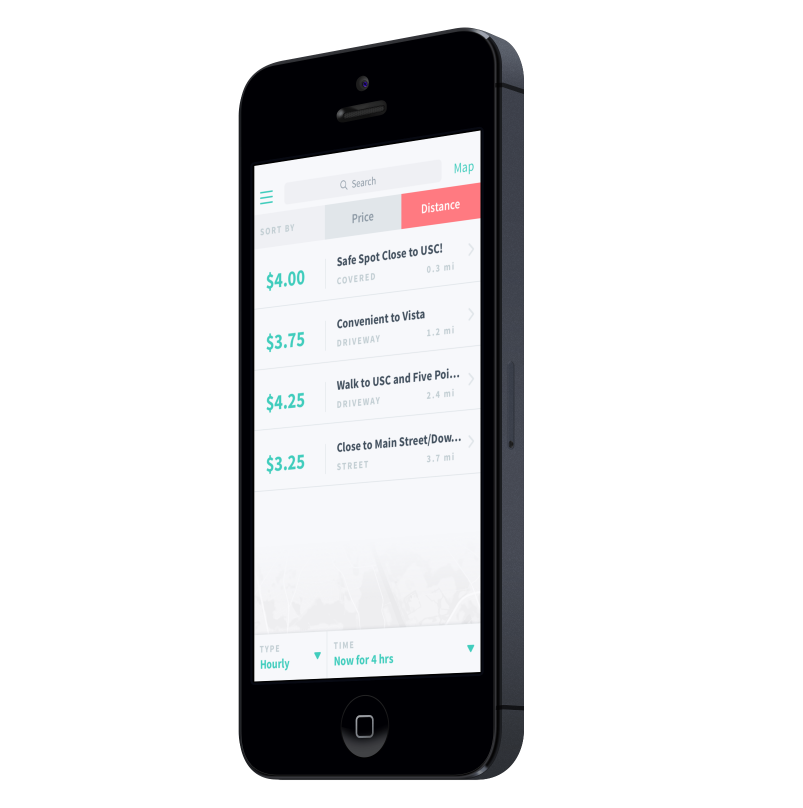 Search
Map
SORT BY
Price
Distance
$4.00
Safe Spot Close to USC!
COVERED
0.3 mi
$3.75
Convenient to Vista
DRIVEWAY
1.2 mi
$4.25
Walk to USC and Five Poi...
DRIVEWAY
2.4 mi
$3.25
Close to Main Street/Dow...
STREET
3.7 mi
TYPE
Hourly
TIME
Now for 4 hrs